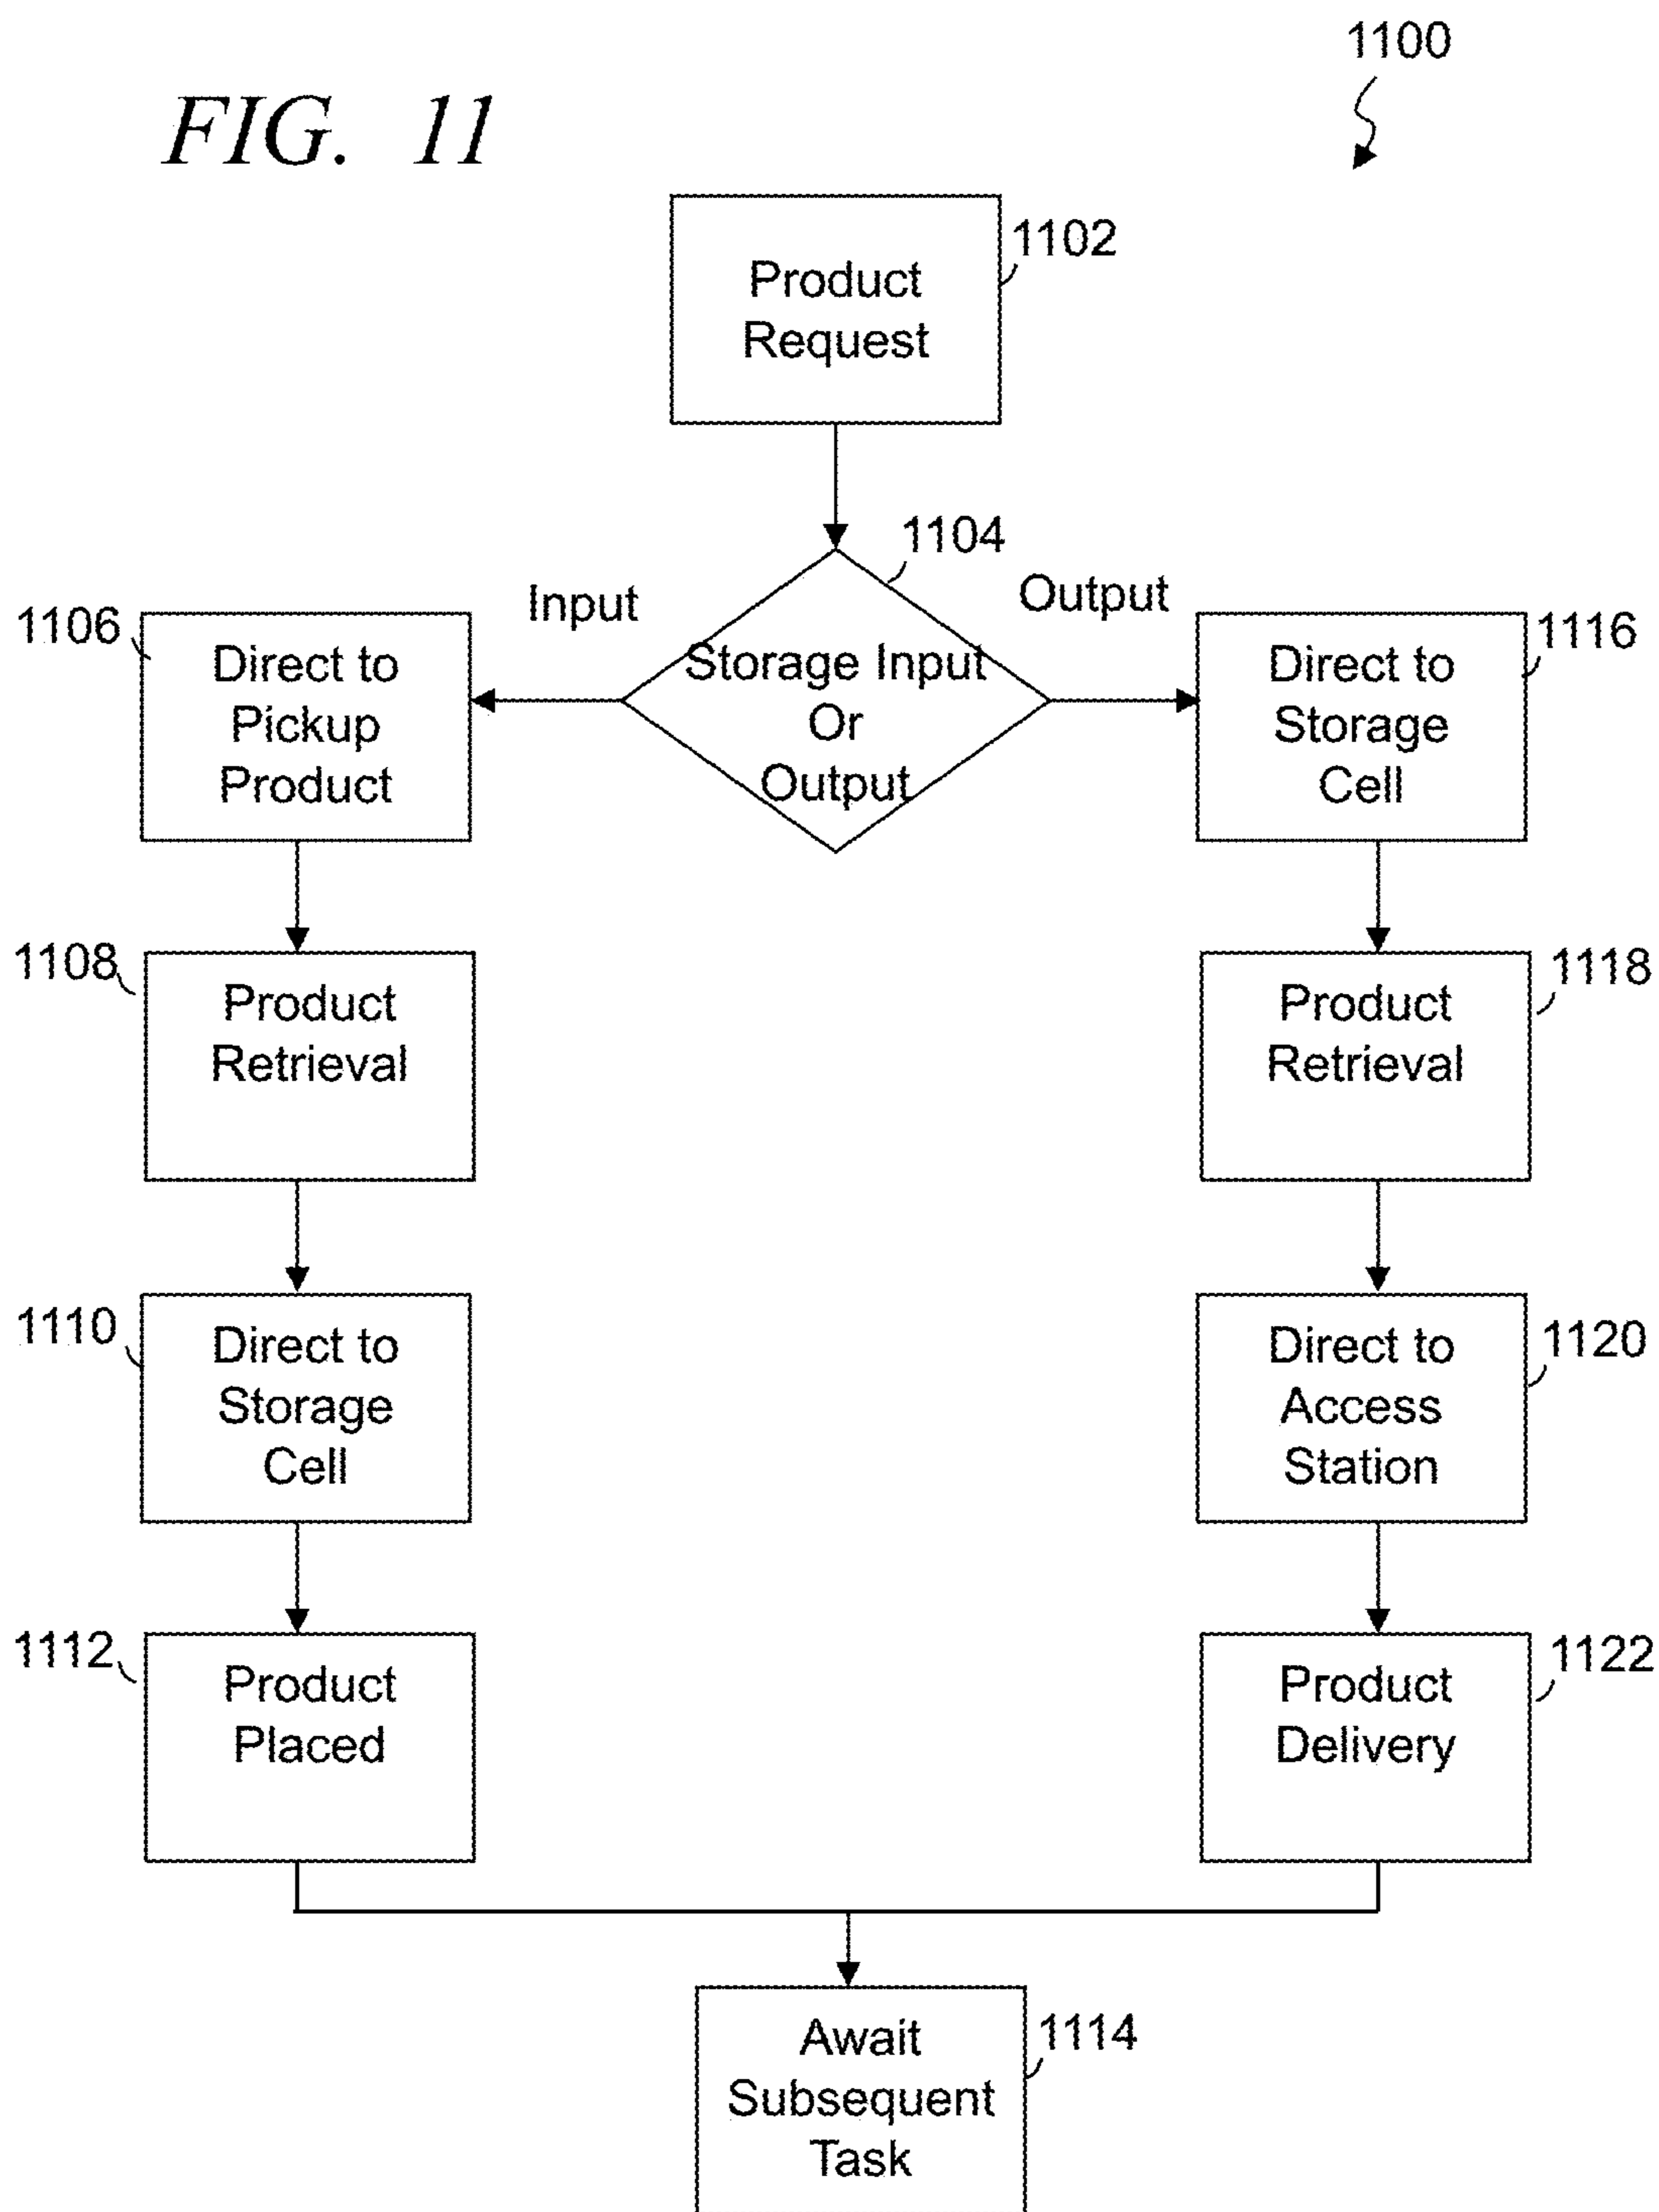 1100
FIG. 11
1102
Product
Request
1104
Input
Output
1106
Direct to
Pickup
Product
Storage Input
Or
Output
1116
Direct to
Storage
Cell
1108
Product
Retrieval
1118
Product
Retrieval
1110
Direct to
Storage
Cell
1120
Direct to
Access
Station
1112
Product
Placed
1122
Product
Delivery
1114
Await
Subsequent
Task